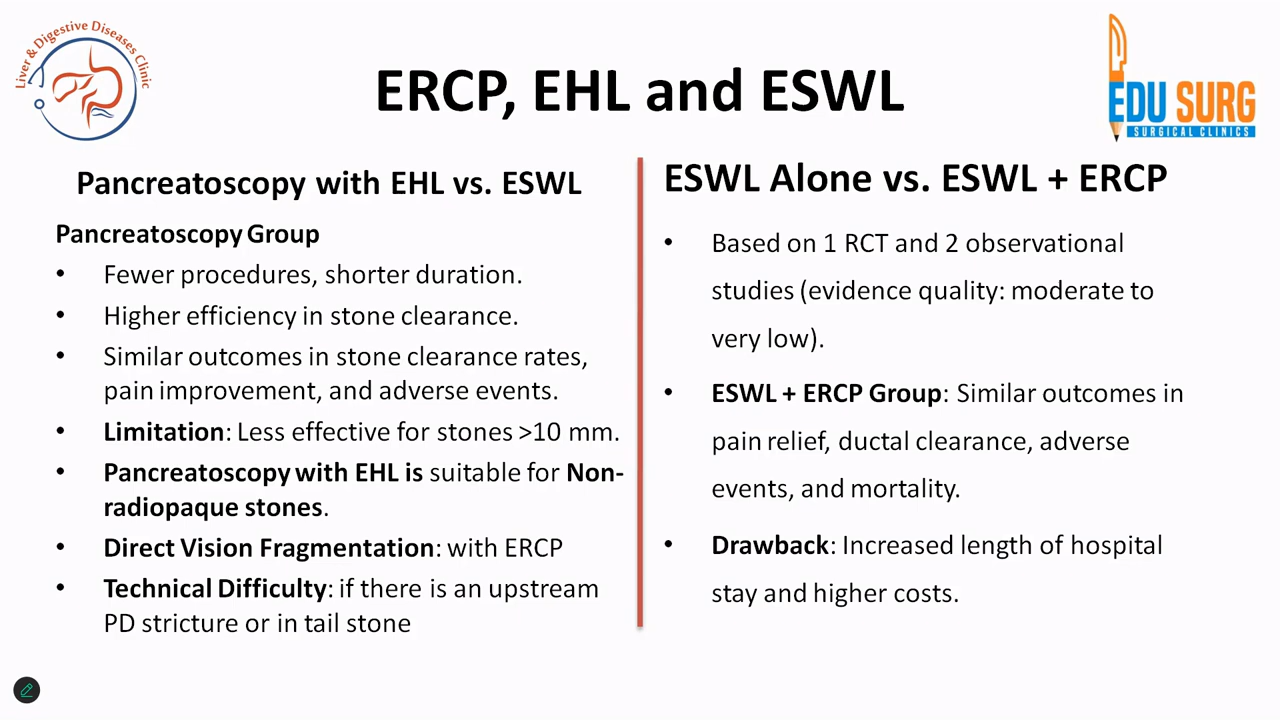 Liver & Digestive Diseases Clinic
EDU SURG
SURGICAL CLINICS
ERCP, EHL and ESWL
Pancreatoscopy with EHL vs. ESWL
Pancreatoscopy Group
• Fewer procedures, shorter duration.
• Higher efficiency in stone clearance.
• Similar outcomes in stone clearance rates,
pain improvement, and adverse events.
• Limitation: Less effective for stones >10 mm.
• Pancreatoscopy with EHL is suitable for Non-
radiopaque stones.
• Direct Vision Fragmentation: with ERCP
• Technical Difficulty: if there is an upstream
PD stricture or in tail stone
ESWL Alone vs. ESWL + ERCP
• Based on 1 RCT and 2 observational
studies (evidence quality: moderate to
very low).
• ESWL + ERCP Group: Similar outcomes in
pain relief, ductal clearance, adverse
events, and mortality.
• Drawback: Increased length of hospital
stay and higher costs.